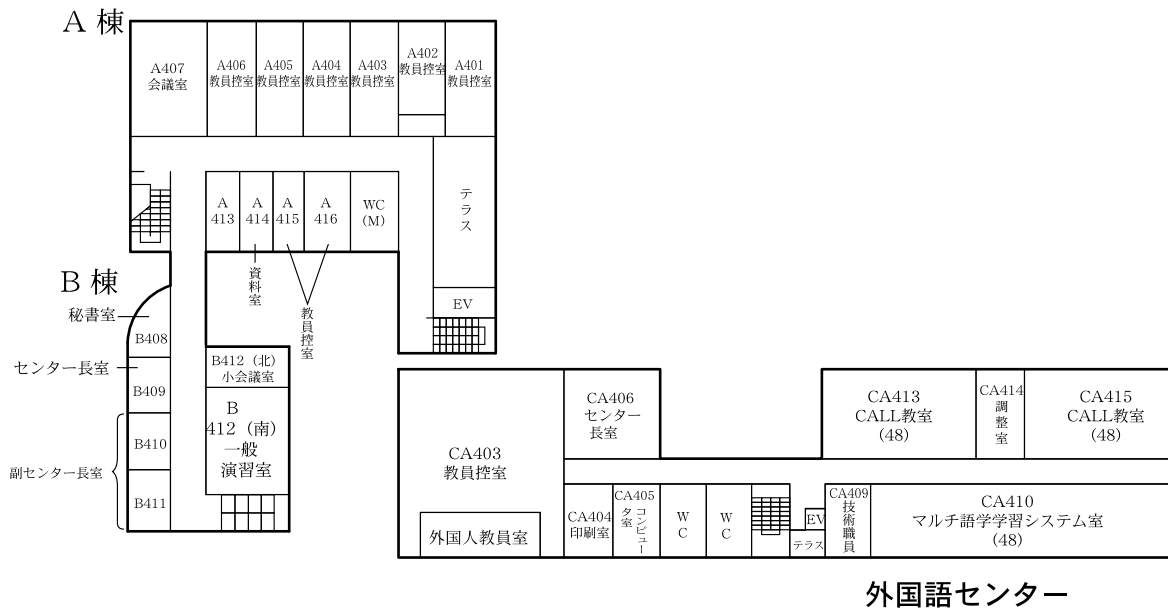 A 棟
A407
会議室
A406
教員控室
A405
教員控室
A404
教員控室
A403
教員控室
A402
教員控室
A401
教員控室
テラス
A
413
A
414
A
415
A
416
WC
(M)
資料室
教員控室
EV
B 棟
秘書室
B408
センター長室
B409
B410
副センター長室
B411
B412（北）
小会議室
B
412（南）
一般
演習室
CA403
教員控室
外国人教員室
CA406
センター
長室
CA413
CALL教室
(48)
CA414
調整室
CA415
CALL教室
(48)
CA404
印刷室
CA405
コンピュー
タ室
WC
WC
EV
テラス
CA409
技術職員
CA410
マルチ語学学習システム室
(48)
外国語センター